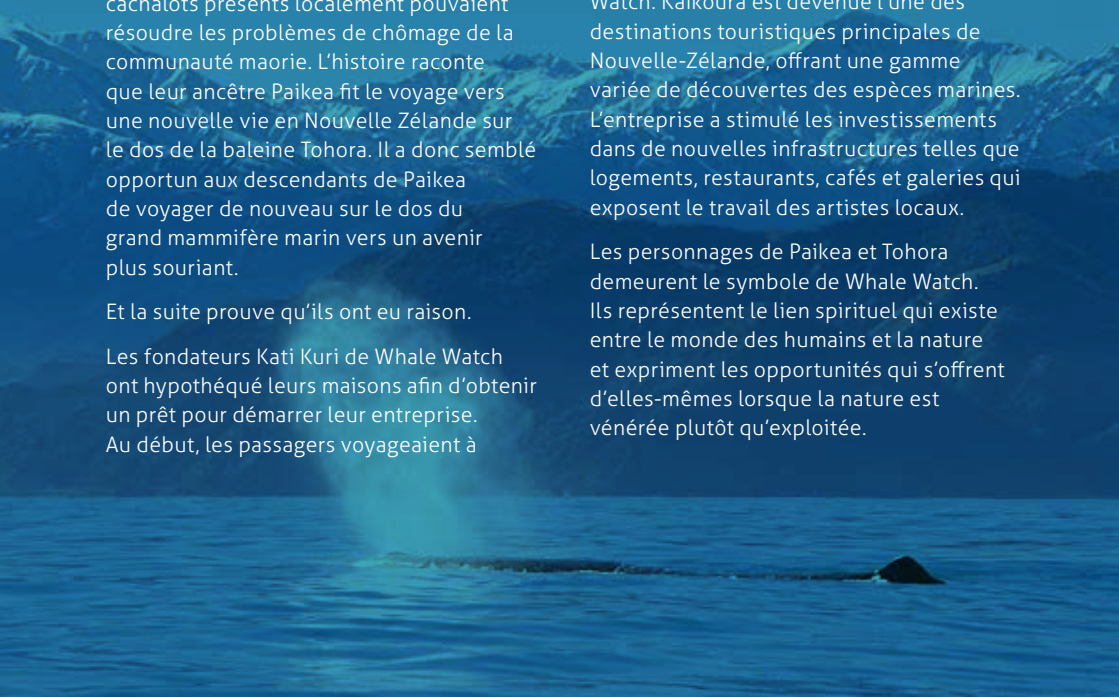 cachalots présents localement pouvaient
résoudre les problèmes de chômage de la
communauté maorie. L’histoire raconte
que leur ancêtre Paikea fit le voyage vers
une nouvelle vie en Nouvelle Zélande sur
le dos de la baleine Tohora. Il a donc semblé
opportun aux descendants de Paikea
de voyager de nouveau sur le dos du
grand mammifère marin vers un avenir
plus souriant.
Et la suite prouve qu’ils ont eu raison.
Les fondateurs Kati Kuri de Whale Watch
ont hypothéqué leurs maisons afin d’obtenir
un prêt pour démarrer leur entreprise.
Au début, les passagers voyageaient à
Watch. Kaikoura est devenue l’une des
destinations touristiques principales de
Nouvelle-Zélande, offrant une gamme
variée de découvertes des espèces marines.
L’entreprise a stimulé les investissements
dans de nouvelles infrastructures telles que
logements, restaurants, cafés et galeries qui
exposent le travail des artistes locaux.
Les personnages de Paikea et Tohora
demeurent le symbole de Whale Watch.
Ils représentent le lien spirituel qui existe
entre le monde des humains et la nature
et expriment les opportunités qui s’offrent
d’elles-mêmes lorsque la nature est
vénérée plutôt qu’exploitée.